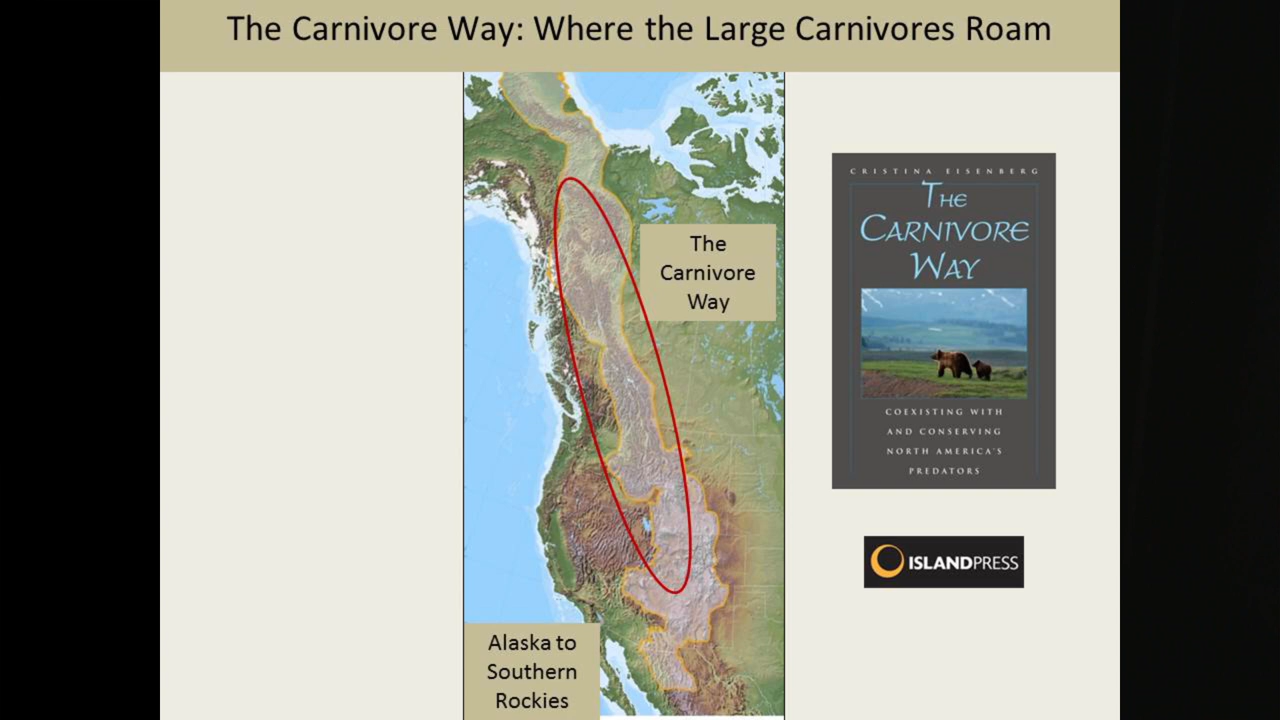 The Carnivore Way: Where the Large Carnivores Roam
The
Carnivore
Way
Alaska to
Southern
Rockies
CRISTINA EISENBERG
THE
CARNIVORE
WAY
COEXISTING WITH
AND CONSERVING
NORTH AMERICA'S
PREDATORS
ISLANDPRESS